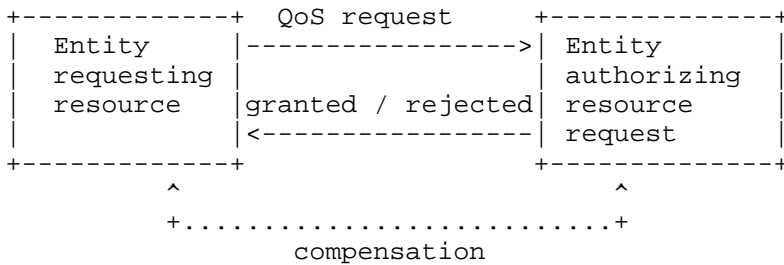 +-------------+  QoS request      +--------------+
|  Entity     |----------------->| Entity       |
|  requesting |                  | authorizing  |
|  resource   |granted / rejected| resource     |
|             |<-----------------| request      |
+-------------+                  +--------------+
       ^                                ^
       +...........................+
                compensation